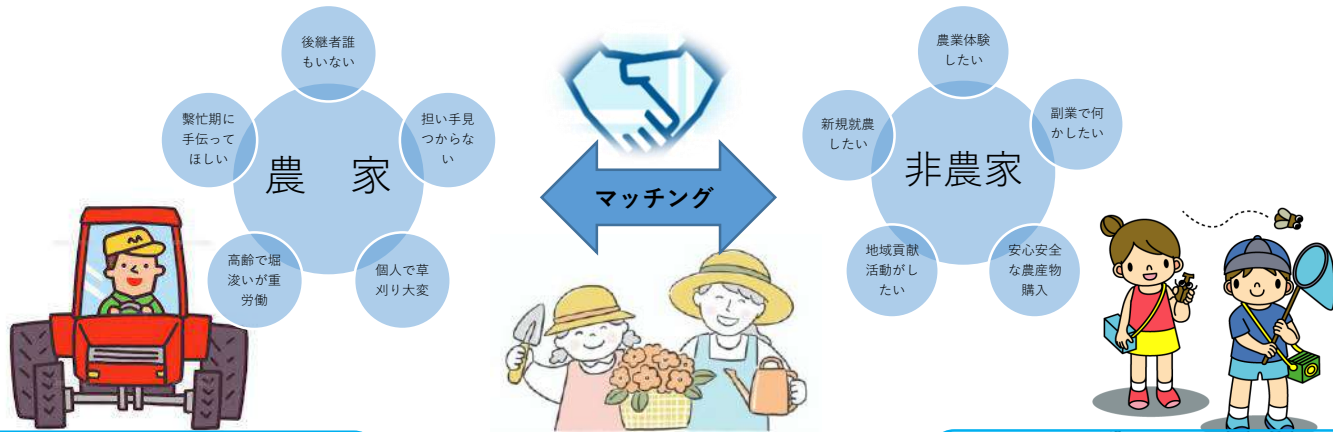 後継者誰
もいない
繫忙期に
手伝って
ほしい
担い手見
つからな
い
農 家
高齢で堀
浚いが重
労働
個人で草
刈り大変
マッチング
農業体験
したい
新規就農
したい
副業で何
かしたい
非農家
地域貢献
活動がし
たい
安心安全
な農産物
購入